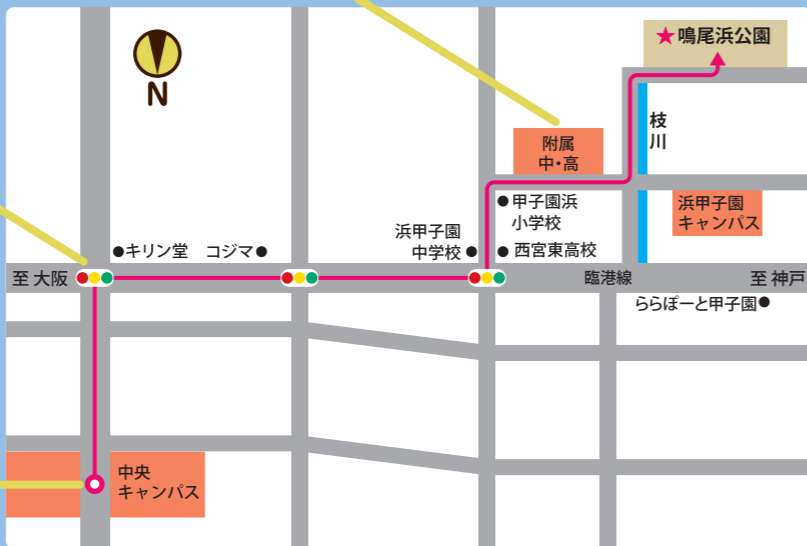 ★鳴尾浜公園
N
枝川
附属
中・高
●甲子園浜
小学校
浜甲子園
キャンパス
浜甲子園
中学校●
●西宮東高校
●キリン堂
コジマ●
至 大阪
臨港線
至 神戸
ららぽーと甲子園●
中央
キャンパス